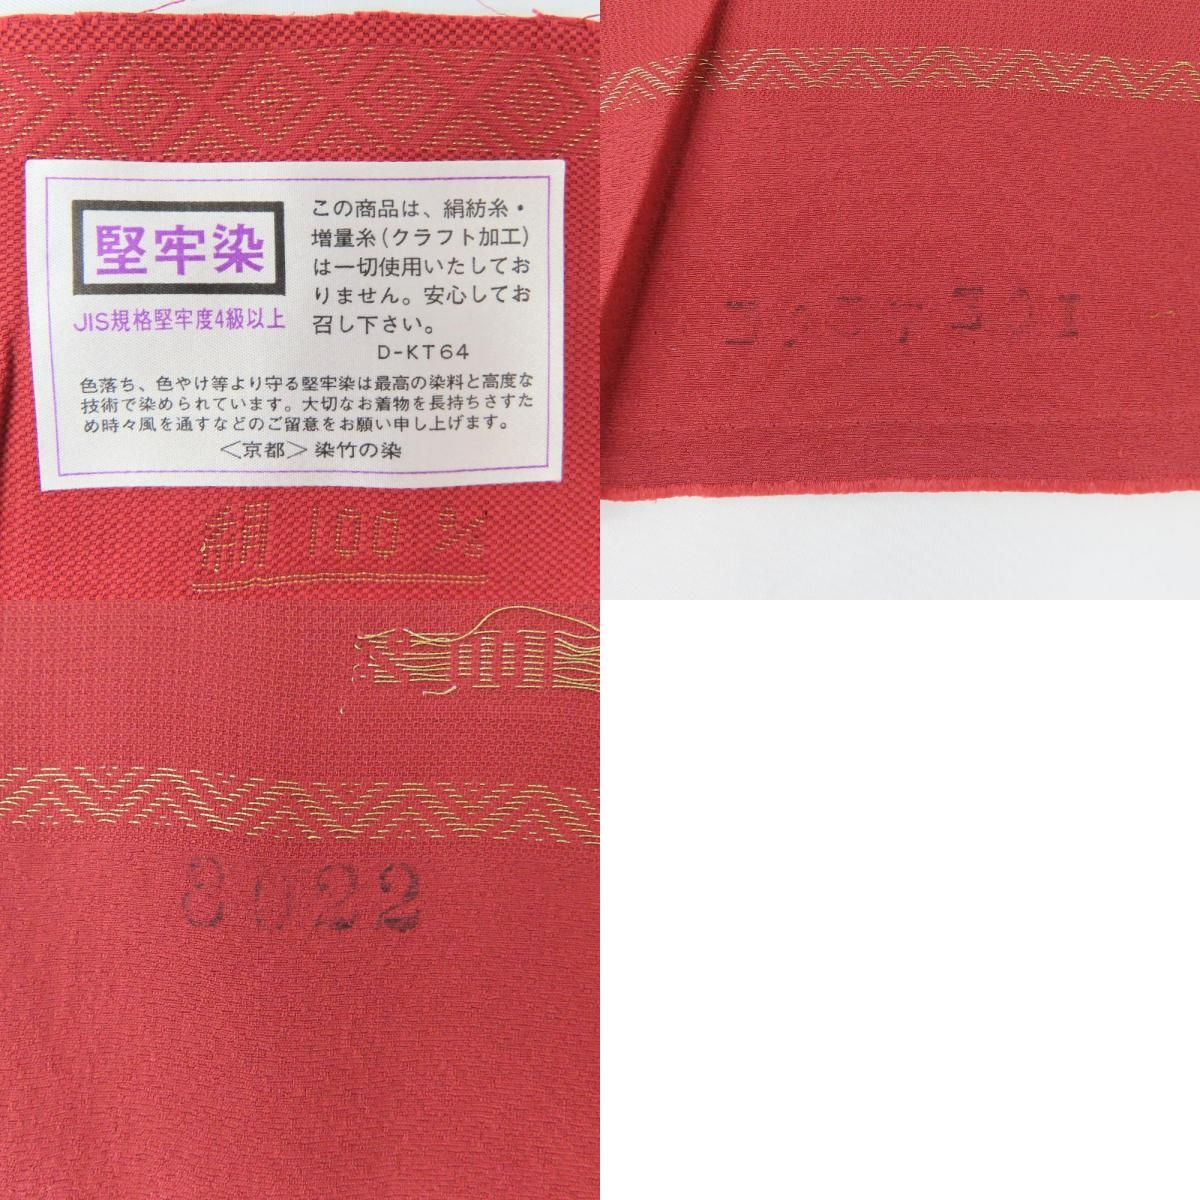 堅牢染
JIS規格堅牢度4級以上
この商品は、絹紡糸・
増量糸(クラフト加工)
は一切使用いたしてお
りません。安心してお
召し下さい。
D-KT64
色落ち、色やけ等より守る堅牢染は最高の染料と高度な
技術で染められています。大切なお着物を長持ちさすた
め時々風を通すなどのご留意をお願い申し上げます。
<京都>染竹の染
絹 100 %
8022